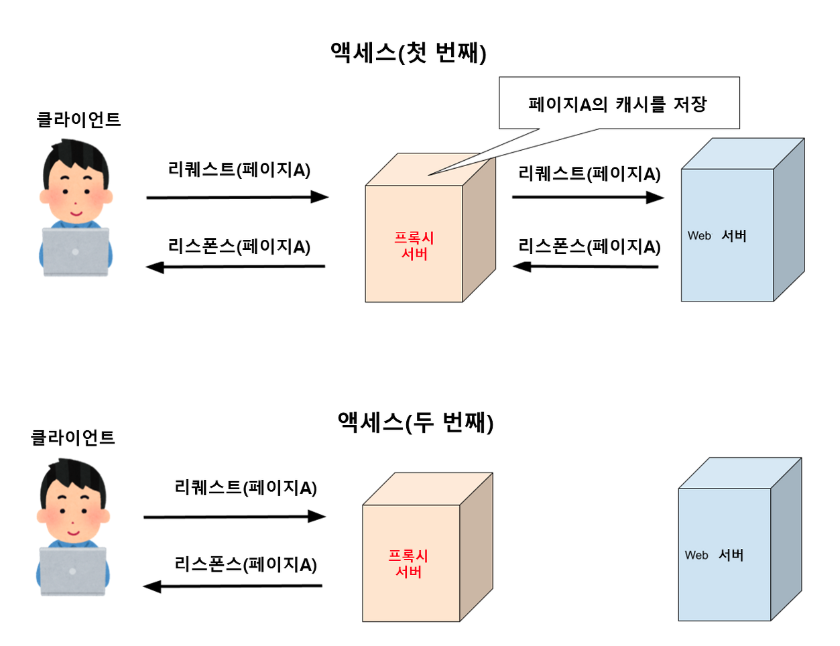 액세스(첫 번째)
페이지A의 캐시를 저장
클라이언트
리퀘스트(페이지A)
리퀘스트(페이지A)
프록시
서버
Web 서버
리스폰스(페이지A)
리스폰스(페이지A)
액세스(두 번째)
클라이언트
리퀘스트(페이지A)
프록시
서버
Web 서버
리스폰스(페이지A)